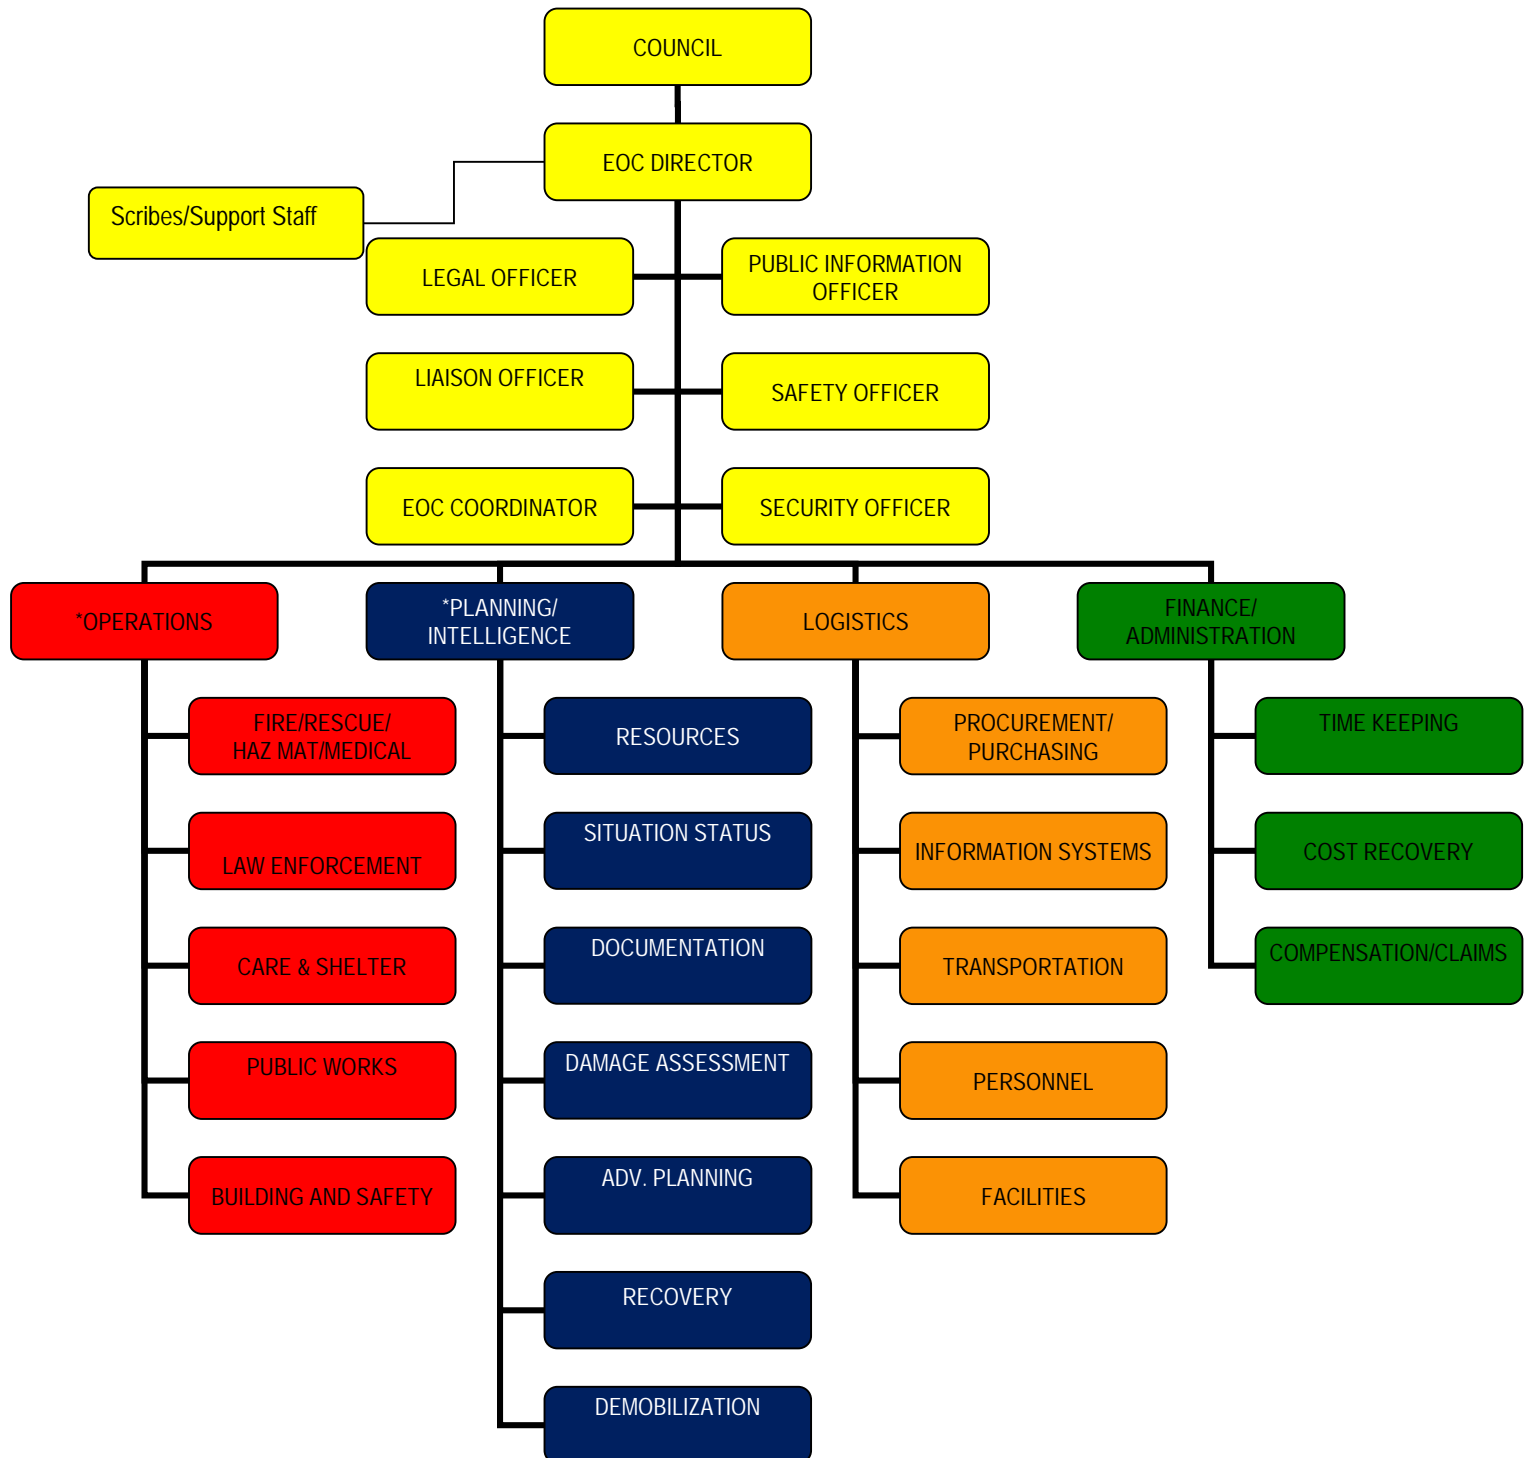 COUNCIL
EOC DIRECTOR
Scribes/Support Staff
LEGAL OFFICER
PUBLIC INFORMATION
OFFICER
LIAISON OFFICER
SAFETY OFFICER
EOC COORDINATOR
SECURITY OFFICER
*OPERATIONS
*PLANNING/
INTELLIGENCE
LOGISTICS
FINANCE/
ADMINISTRATION
FIRE/RESCUE/
HAZ MAT/MEDICAL
RESOURCES
PROCUREMENT/
PURCHASING
TIME KEEPING
LAW ENFORCEMENT
SITUATION STATUS
INFORMATION SYSTEMS
COST RECOVERY
CARE & SHELTER
DOCUMENTATION
TRANSPORTATION
COMPENSATION/CLAIMS
PUBLIC WORKS
DAMAGE ASSESSMENT
PERSONNEL
BUILDING AND SAFETY
ADV. PLANNING
FACILITIES
RECOVERY
DEMOBILIZATION